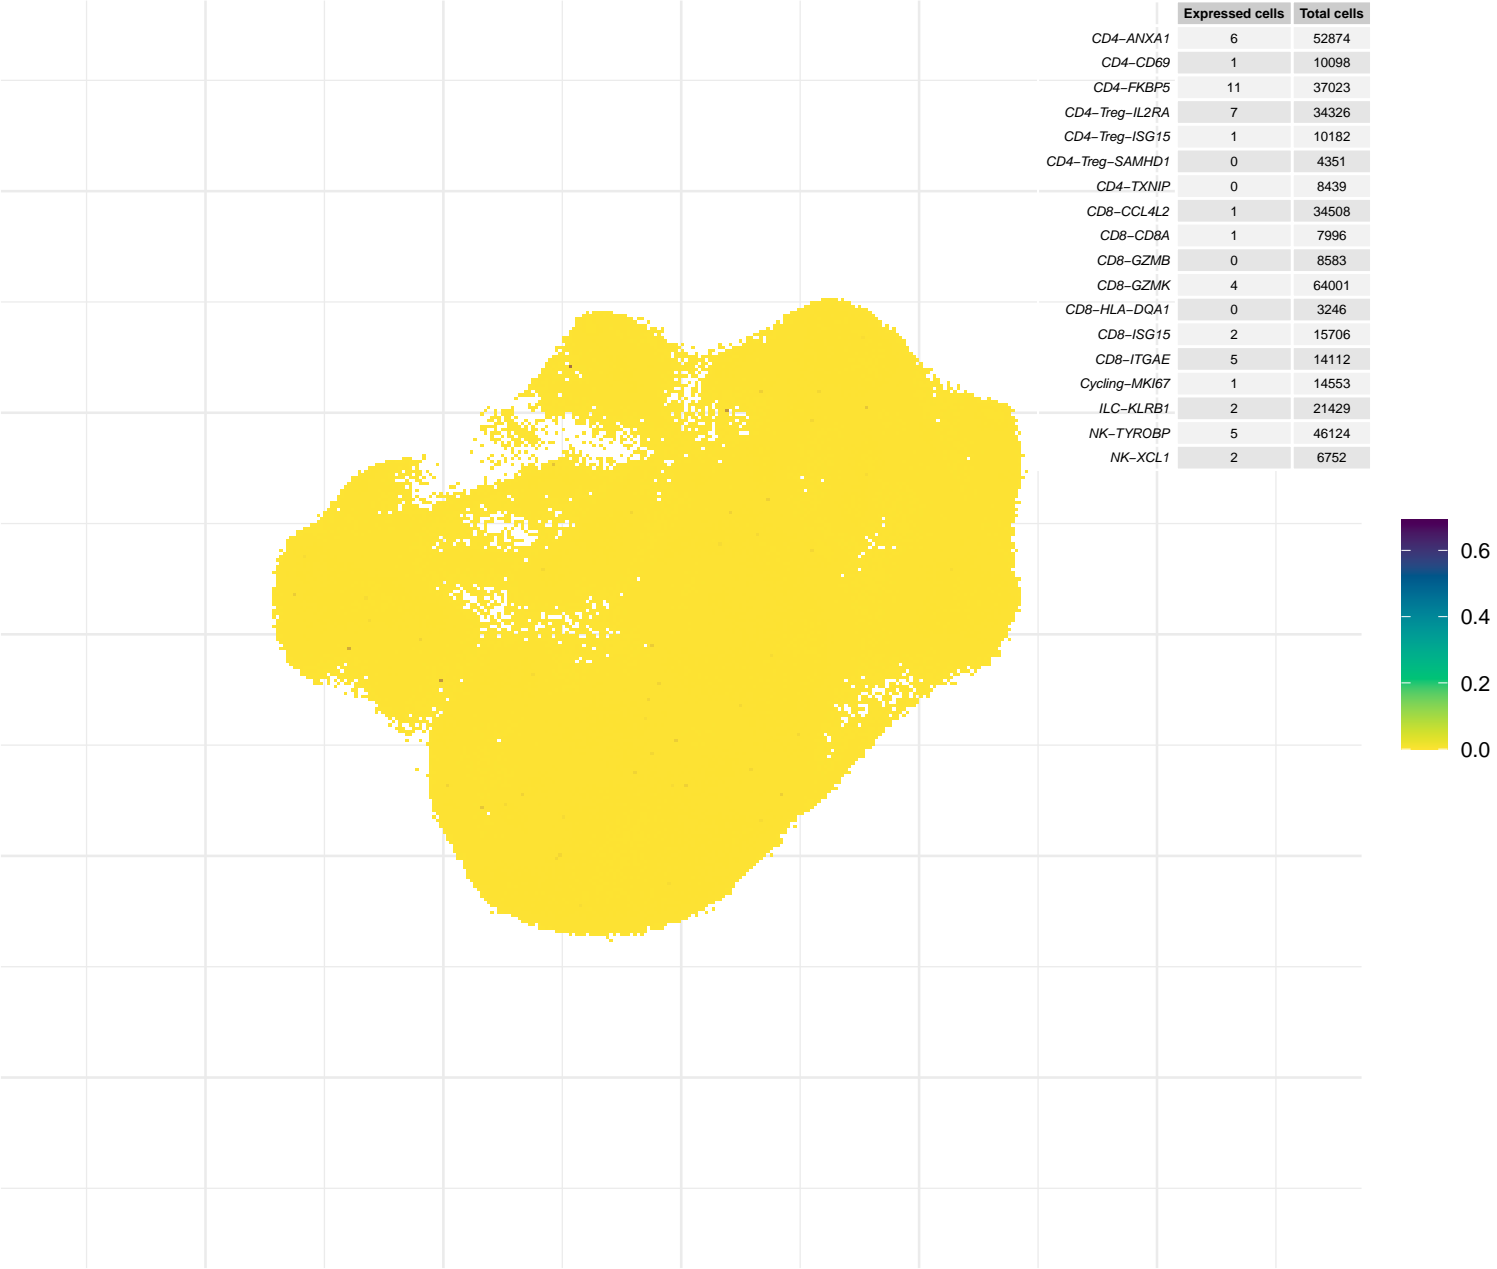 Expressed cells Total cells
CD4−ANXA1 6 52874
CD4−CD69 1 10098
CD4−FKBP5 11 37023
CD4−Treg−IL2RA 7 34326
CD4−Treg−ISG15 1 10182
CD4−Treg−SAMHD1 0 4351
CD4−TXNIP 0 8439
CD8−CCL4L2 1 34508
CD8−CD8A 1 7996
CD8−GZMB 0 8583
CD8−GZMK 4 64001
CD8−HLA−DQA1 0 3246
CD8−ISG15 2 15706
CD8−ITGAE 5 14112
Cycling−MKI67 1 14553
ILC−KLRB1 2 21429
NK−TYROBP 5 46124
NK−XCL1 2 6752
0.6
0.4
0.2
0.0